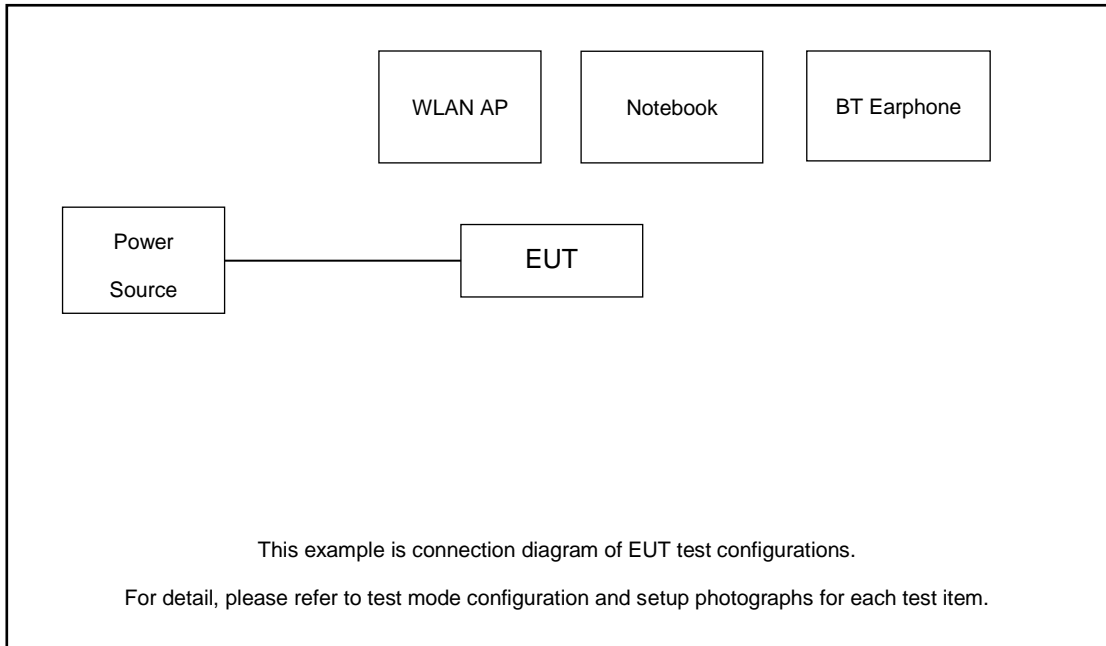 WLAN AP
Notebook
BT Earphone
Power
Source
EUT
This example is connection diagram of EUT test configurations.
For detail, please refer to test mode configuration and setup photographs for each test item.